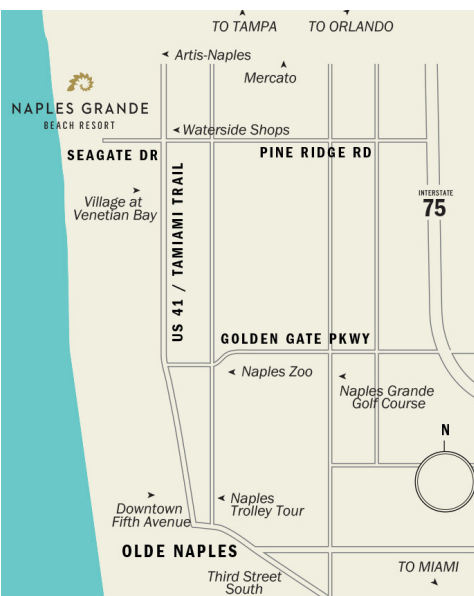 TO TAMPA
TO ORLANDO
Artis-Naples
Mercato
NAPLES GRANDE
BEACH RESORT
Waterside Shops
SEAGATE DR
PINE RIDGE RD
Village at
Venetian Bay
US 41 / TAMIAMI TRAIL
INTERSTATE
75
GOLDEN GATE PKWY
Naples Zoo
Naples Grande
Golf Course
N
Downtown
Fifth Avenue
Naples
Trolley Tour
OLDE NAPLES
Third Street
South
TO MIAMI